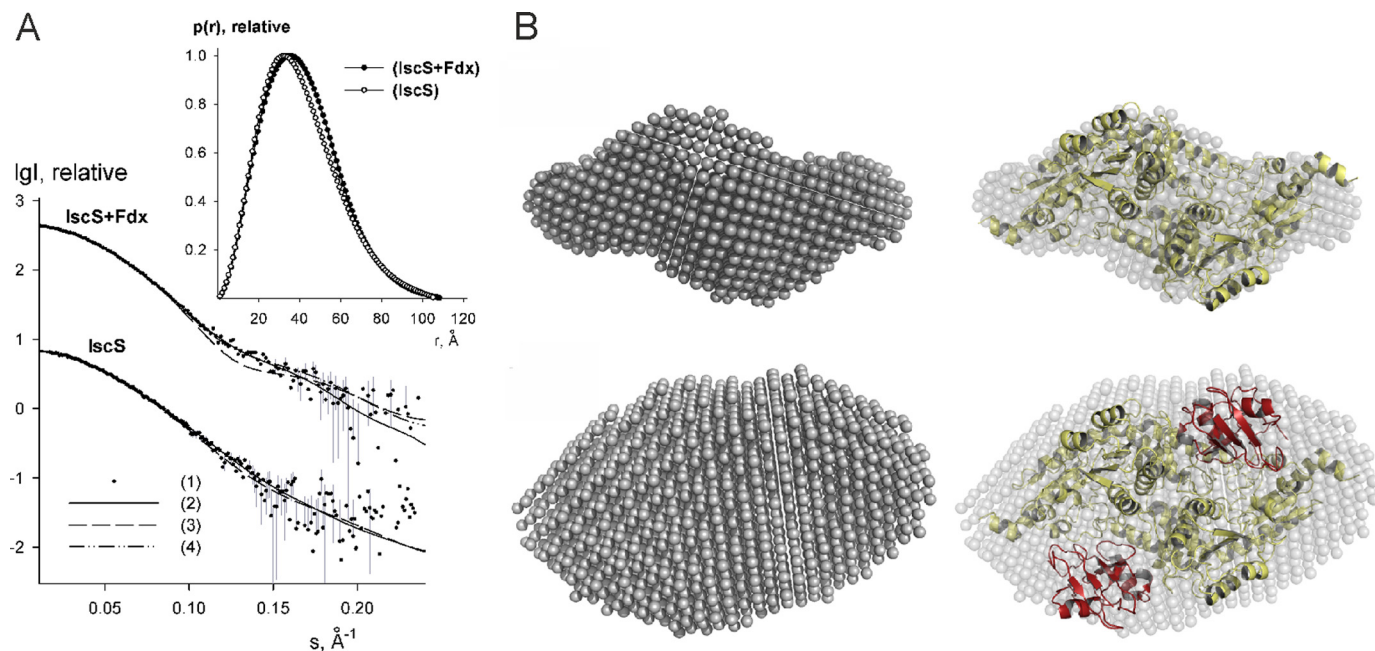 A
B
p(r), relative
1.0
0.8
0.6
0.4
0.2
(IscS+Fdx)
(IscS)
20 40 60 80 100 120
r, Å
lgI, relative
3
2
1
0
-1
-2
IscS+Fdx
IscS
(1)
(2)
(3)
(4)
0.05 0.10 0.15 0.20
s, Å-1